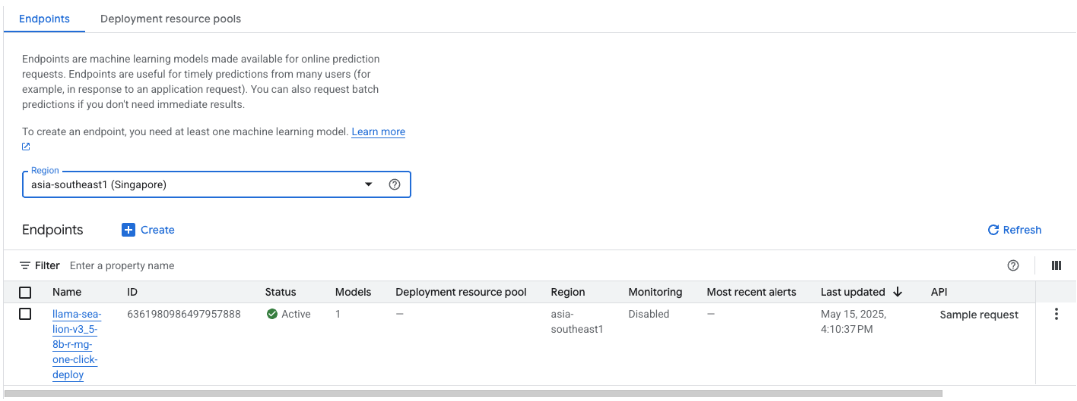 Endpoints Deployment resource pools
Endpoints are machine learning models made available for online prediction
requests. Endpoints are useful for timely predictions from many users (for
example, in response to an application request). You can also request batch
predictions if you don't need immediate results.
To create an endpoint, you need at least one machine learning model. Learn more
Region
asia-southeast1 (Singapore)
Endpoints Create Refresh
Filter Enter a property name
Name ID Status Models Deployment resource pool Region Monitoring Most recent alerts Last updated API
llama-sea- 6361980986497957888 Active 1 — asia- Disabled — May 15, 2025, Sample request
lion-v3_5- southeast1 4:10:37 PM
8b-r-mg-
one-click-
deploy